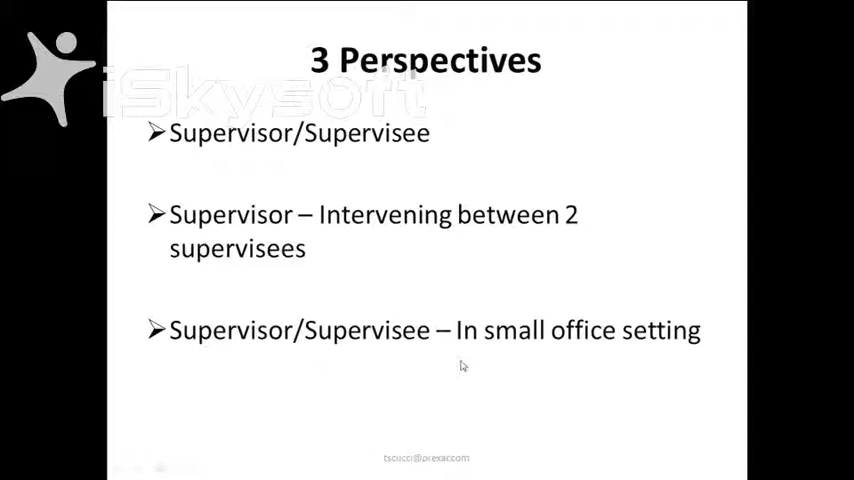 3 Perspectives
iSkysoft
➢Supervisor/Supervisee
➢Supervisor – Intervening between 2
supervisees
➢Supervisor/Supervisee – In small office setting